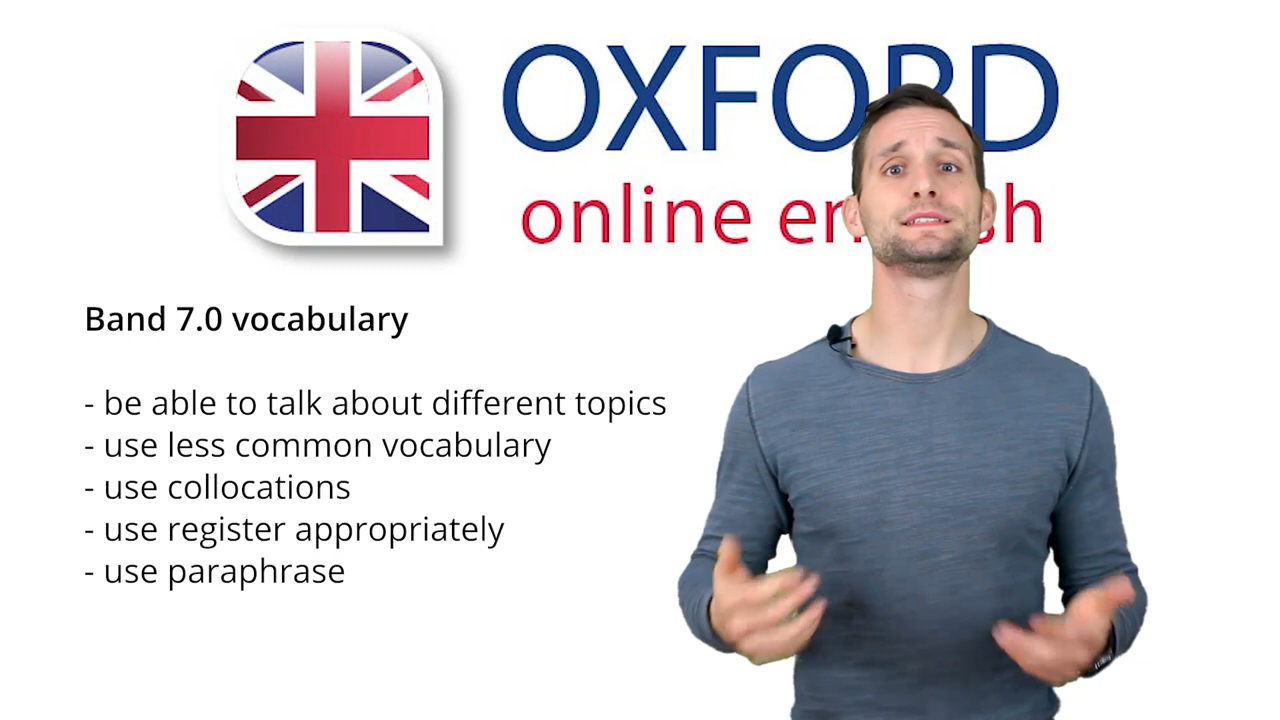 OXFORD
online english
Band 7.0 vocabulary
- be able to talk about different topics
- use less common vocabulary
- use collocations
- use register appropriately
- use paraphrase